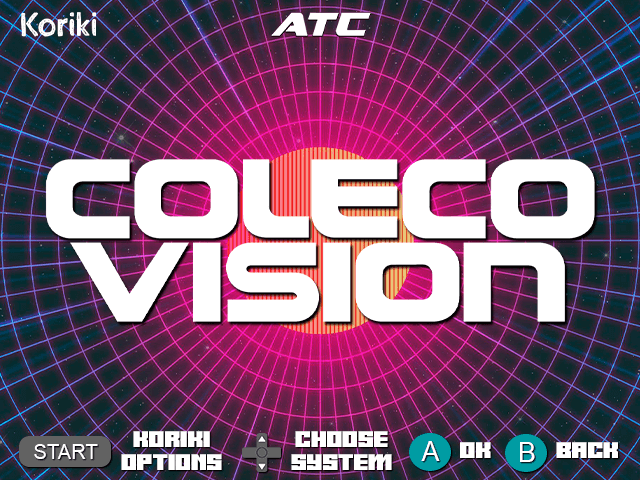 Koriki
ATC
COLECO
VISION
START
KORIKI
OPTIONS
CHOOSE
SYSTEM
A
OK
B
BACK